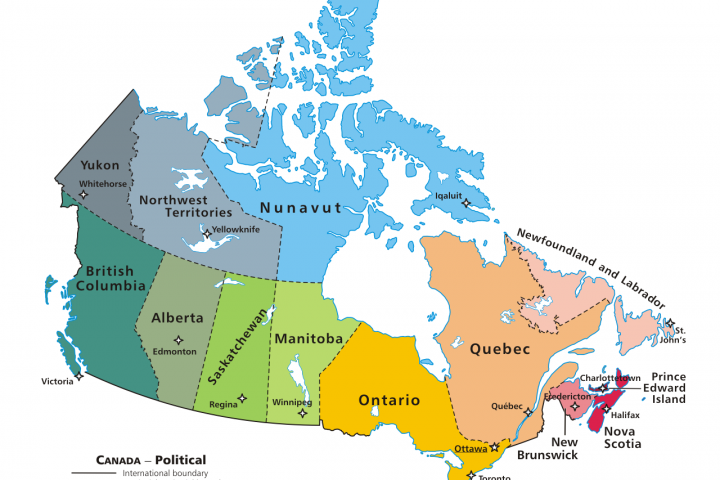 Yukon
Whitehorse
Northwest
Territories
Yellowknife
Nunavut
Iqaluit
British
Columbia
Victoria
Alberta
Edmonton
Saskatchewan
Regina
Manitoba
Winnipeg
Ontario
Ottawa
Toronto
Quebec
Québec
Newfoundland and Labrador
St.
John's
Charlottetown
Prince
Edward
Island
Fredericton
Halifax
New
Brunswick
Nova
Scotia
CANADA – Political
International boundary